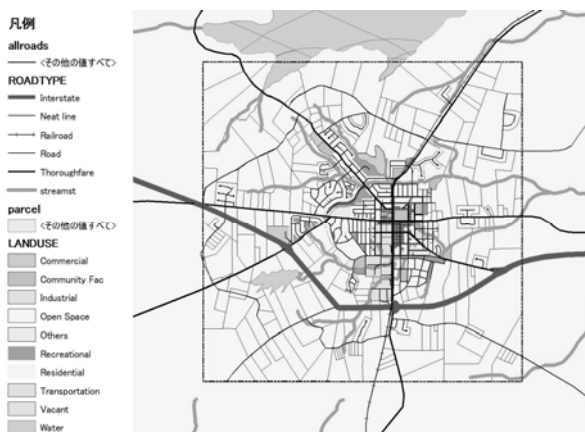 凡例
allroads
<その他の値すべて>
ROADTYPE
Interstate
Neat line
Railroad
Road
Thoroughfare
streamst
parcel
<その他の値すべて>
LANDUSE
Commercial
Community Fac
Industrial
Open Space
Others
Recreational
Residential
Transportation
Vacant
Water